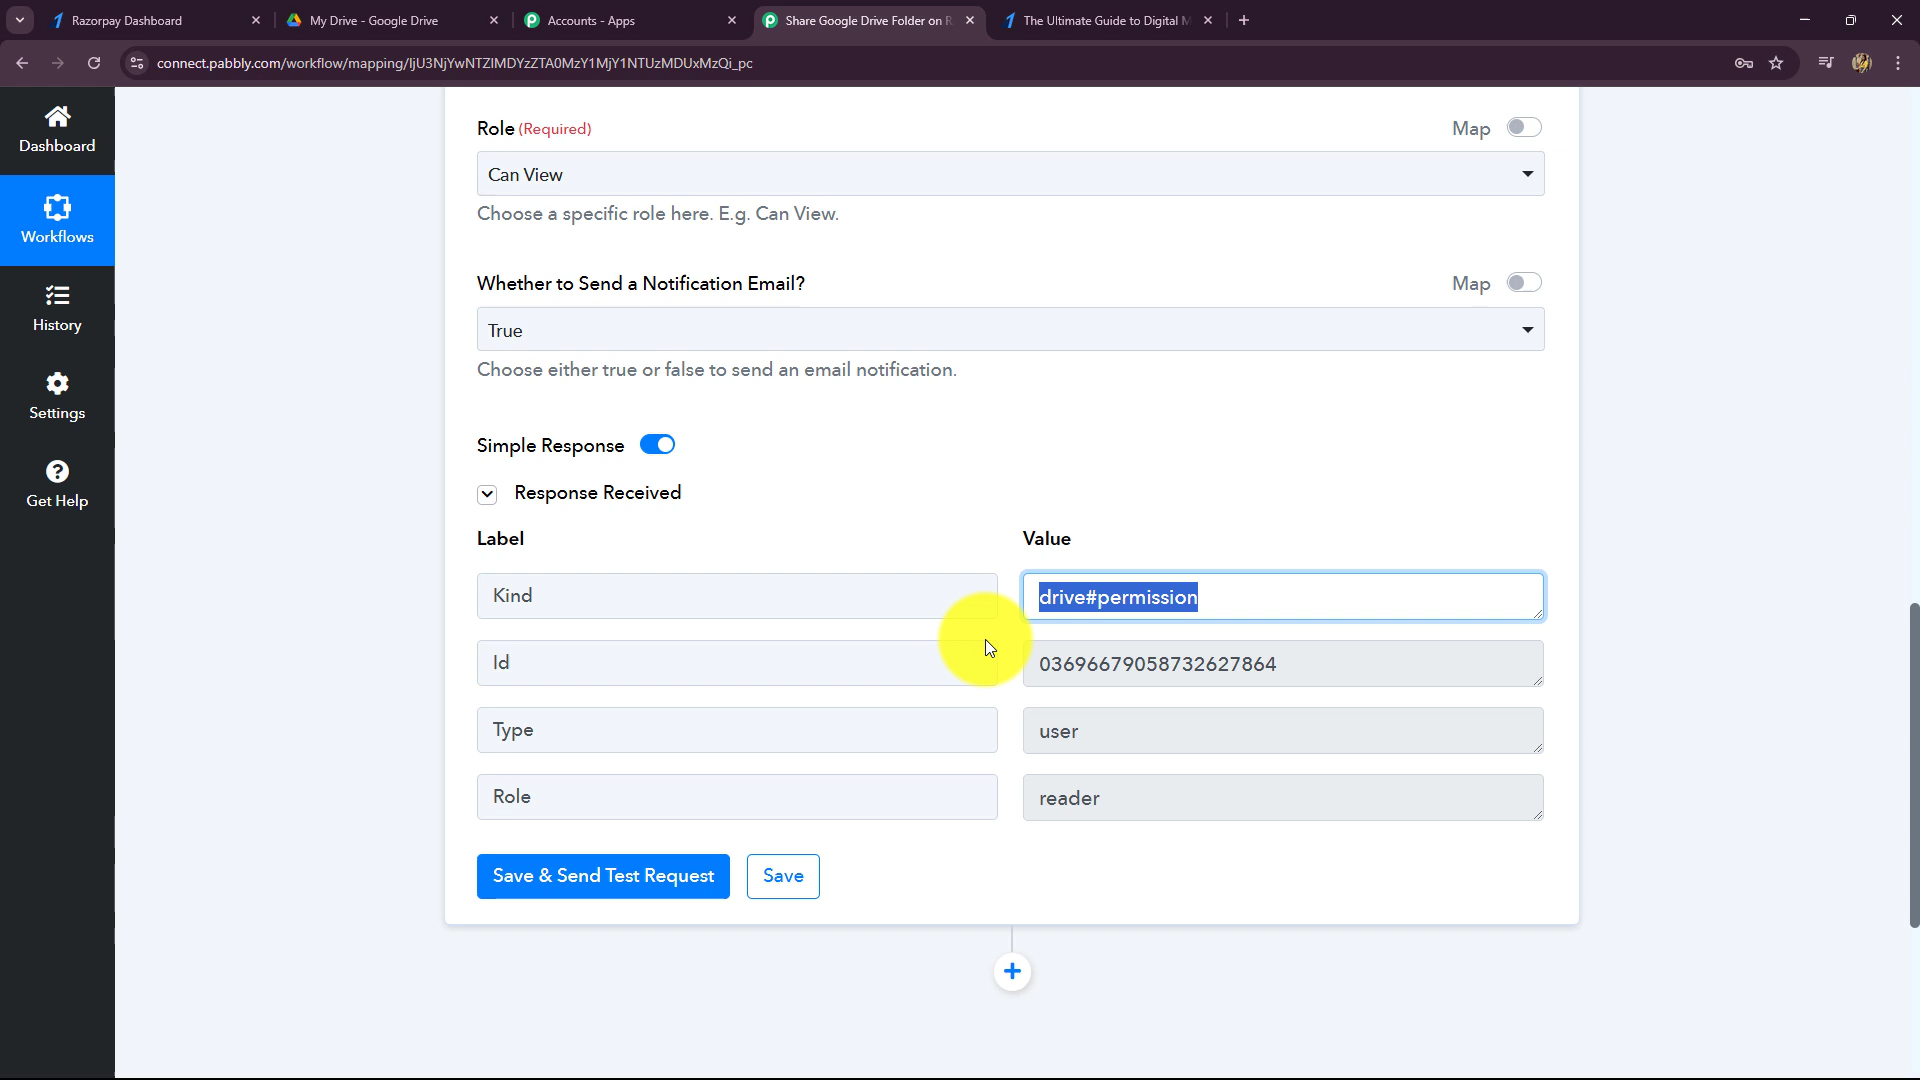 Razorpay Dashboard
My Drive - Google Drive
Accounts - Apps
Share Google Drive Folder on R
The Ultimate Guide to Digital M
connect.pabbly.com/workflow/mapping/IjU3NjYwNTZlMDYzZTA0MzY1MjY1NTUzMDUxMzQi_pc
Dashboard
Workflows
History
Settings
Get Help
Role (Required)
Map
Can View
Choose a specific role here. E.g. Can View.
Whether to Send a Notification Email?
Map
True
Choose either true or false to send an email notification.
Simple Response
Response Received
Label
Value
Kind
drive#permission
Id
03696679058732627864
Type
user
Role
reader
Save & Send Test Request
Save